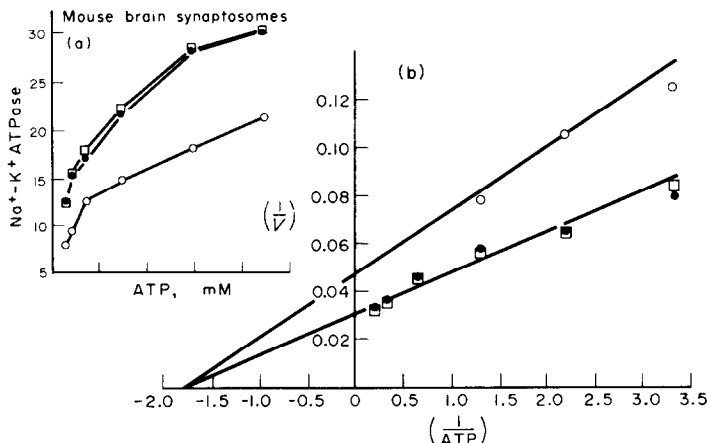 Mouse brain synaptosomes
(a)
30
25
20
15
10
5
Na⁺-K⁺ ATPase
ATP, mM
(b)
0.12
0.10
0.08
0.06
0.04
0.02
(1/V)
-2.0 -1.5 -1.0 -0.5 0 0.5 1.0 1.5 2.0 2.5 3.0 3.5
(1/ATP)